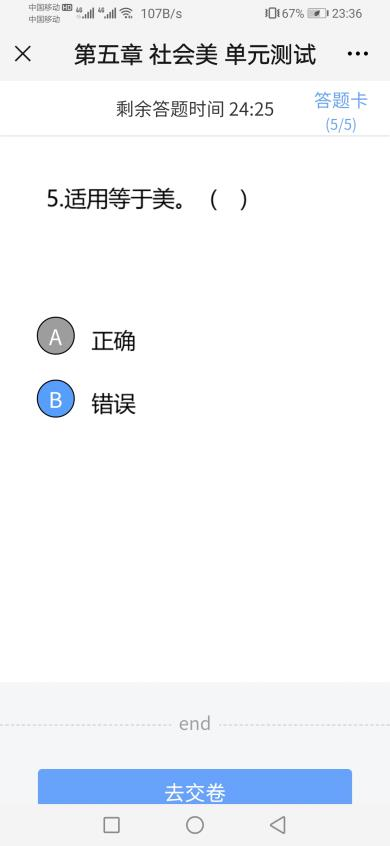 中国移动 HD 4G 4G 107B/s 67% 23:36
中国移动
第五章 社会美 单元测试
剩余答题时间 24:25
答题卡
(5/5)
5.适用等于美。（ ）
A 正确
B 错误
end
去交卷